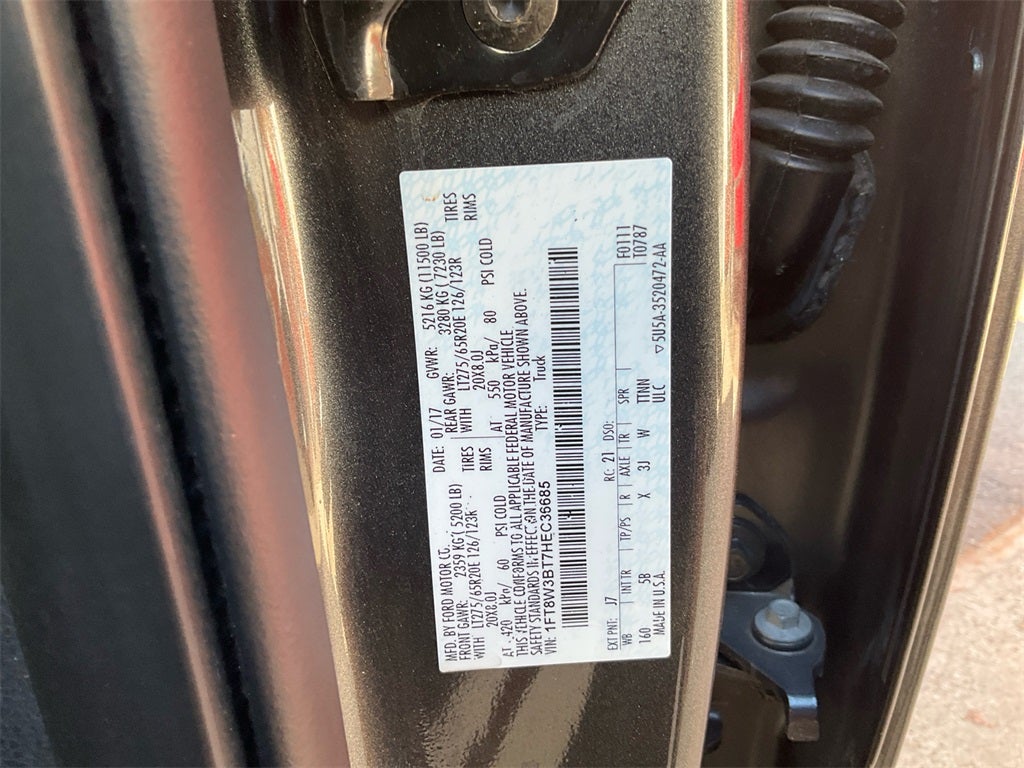 MFD. BY FORD MOTOR CO.
DATE: 01/17 GVWR: 5216 KG (11500 LB)
FRONT GAWR: 2359 KG ( 5200 LB)
REAR GAWR: 3280 KG ( 7230 LB)
WITH LT275/65R20E 126/123R TIRES
WITH LT275/65R20E 126/123R TIRES
20X8.0J RIMS
20X8.0J RIMS
AT 420 kPa/ 60 PSI COLD
AT 550 kPa/ 80 PSI COLD
THIS VEHICLE CONFORMS TO ALL APPLICABLE FEDERAL MOTOR VEHICLE
SAFETY STANDARDS IN EFFECT ON THE DATE OF MANUFACTURE SHOWN ABOVE.
VIN: 1FT8W3BT7HEC36685 TYPE: Truck
F0111
T0787
EXT PNT: J7 RC: 21 DSO:
WB INT TR TP/PS R AXLE TR SPR
160 5B X 3J W TTNN
MADE IN U.S.A. ULC
▽5U5A-3520472-AA